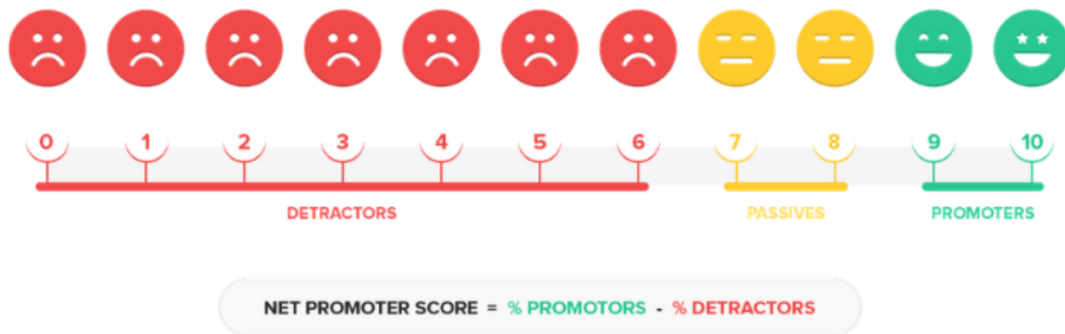 0 1 2 3 4 5 6 7 8 9 10
DETRACTORS PASSIVES PROMOTERS
NET PROMOTER SCORE = % PROMOTORS - % DETRACTORS